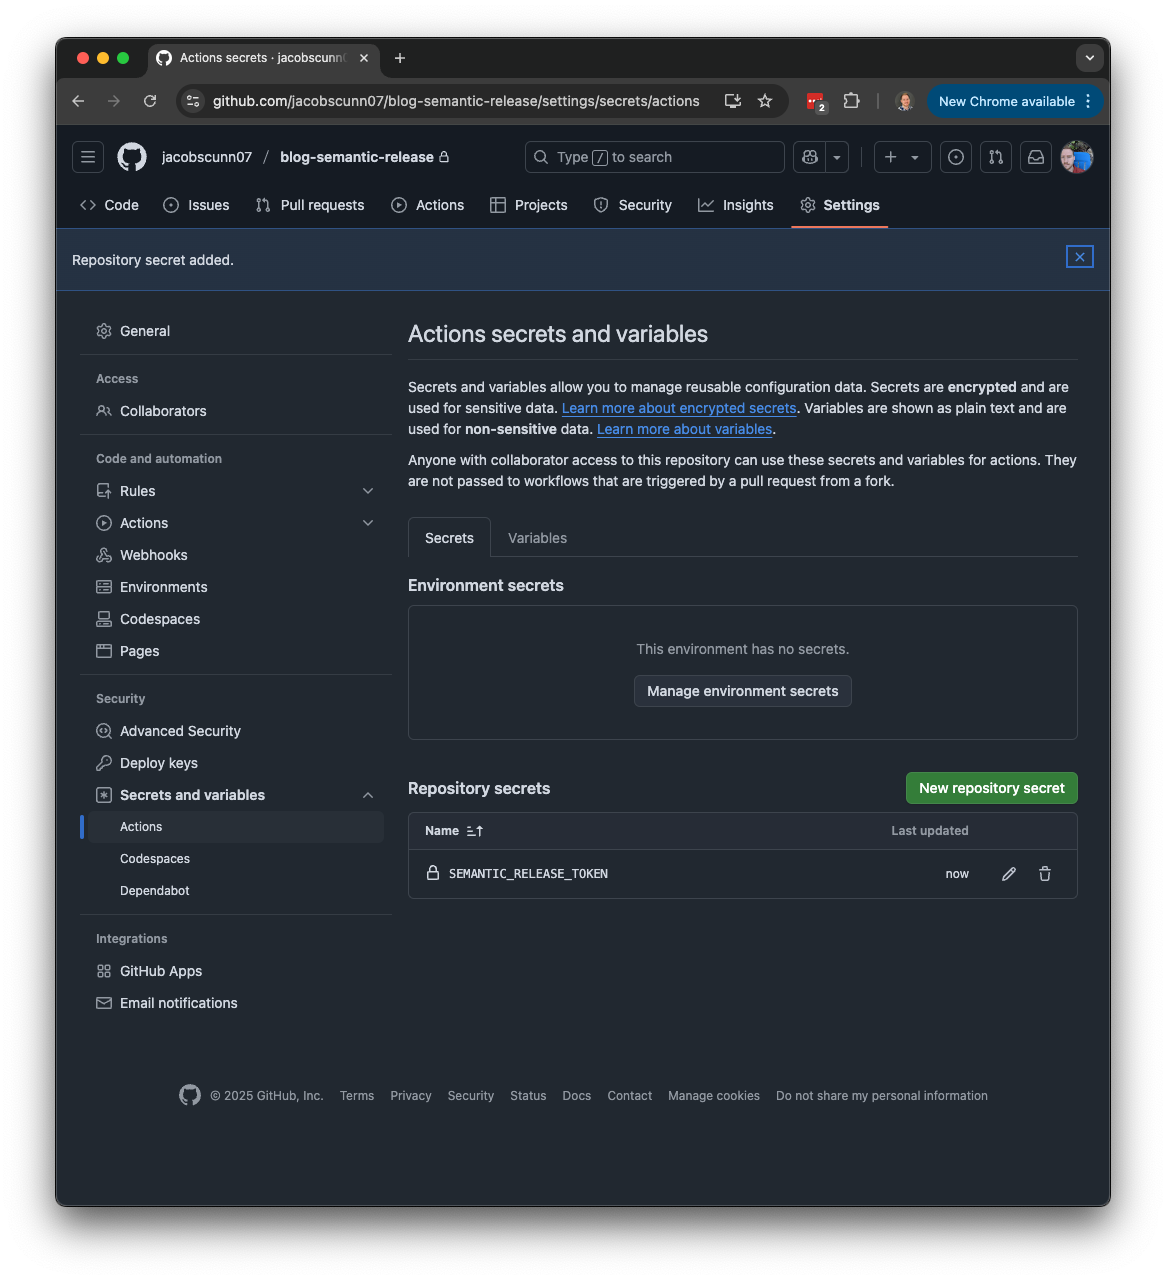 Actions secrets · jacobscunn
github.com/jacobscunn07/blog-semantic-release/settings/secrets/actions
2
New Chrome available
jacobscunn07 / blog-semantic-release
Type / to search
Code
Issues
Pull requests
Actions
Projects
Security
Insights
Settings
Repository secret added.
General
Access
Collaborators
Code and automation
Rules
Actions
Webhooks
Environments
Codespaces
Pages
Security
Advanced Security
Deploy keys
Secrets and variables
Actions
Codespaces
Dependabot
Integrations
GitHub Apps
Email notifications
Actions secrets and variables
Secrets and variables allow you to manage reusable configuration data. Secrets are encrypted and are
used for sensitive data. Learn more about encrypted secrets. Variables are shown as plain text and are
used for non-sensitive data. Learn more about variables.
Anyone with collaborator access to this repository can use these secrets and variables for actions. They
are not passed to workflows that are triggered by a pull request from a fork.
Secrets
Variables
Environment secrets
This environment has no secrets.
Manage environment secrets
Repository secrets
New repository secret
Name
Last updated
SEMANTIC_RELEASE_TOKEN
now
© 2025 GitHub, Inc. Terms Privacy Security Status Docs Contact Manage cookies Do not share my personal information